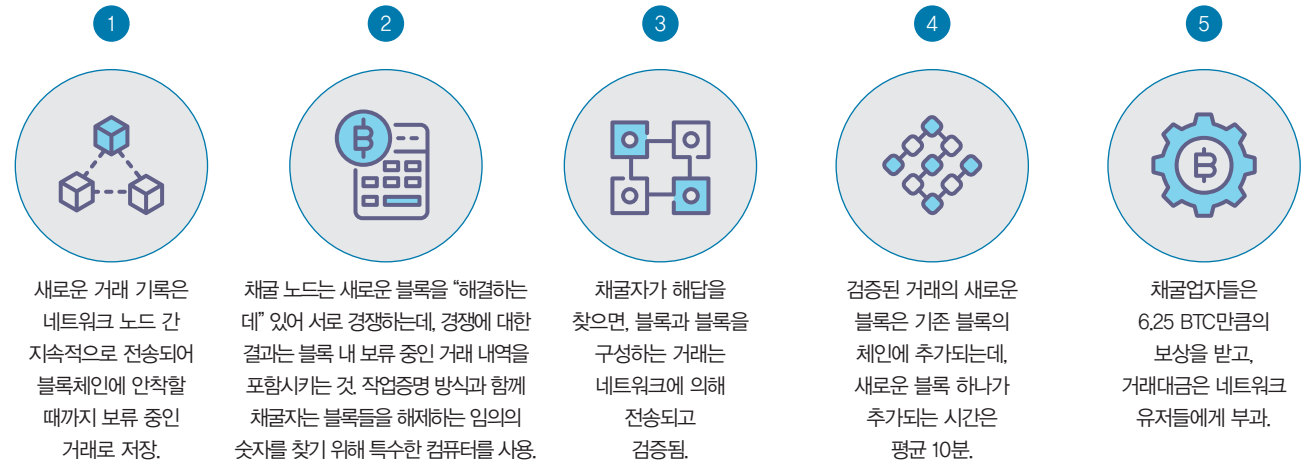 1
새로운 거래 기록은
네트워크 노드 간
지속적으로 전송되어
블록체인에 안착할
때까지 보류 중인
거래로 저장.
2
채굴 노드는 새로운 블록을 “해결하는
데” 있어 서로 경쟁하는데, 경쟁에 대한
결과는 블록 내 보류 중인 거래 내역을
포함시키는 것. 작업증명 방식과 함께
채굴자는 블록들을 해제하는 임의의
숫자를 찾기 위해 특수한 컴퓨터를 사용.
3
채굴자가 해답을
찾으면, 블록과 블록을
구성하는 거래는
네트워크에 의해
전송되고
검증됨.
4
검증된 거래의 새로운
블록은 기존 블록의
체인에 추가되는데,
새로운 블록 하나가
추가되는 시간은
평균 10분.
5
채굴업자들은
6.25 BTC만큼의
보상을 받고,
거래대금은 네트워크
유저들에게 부과.